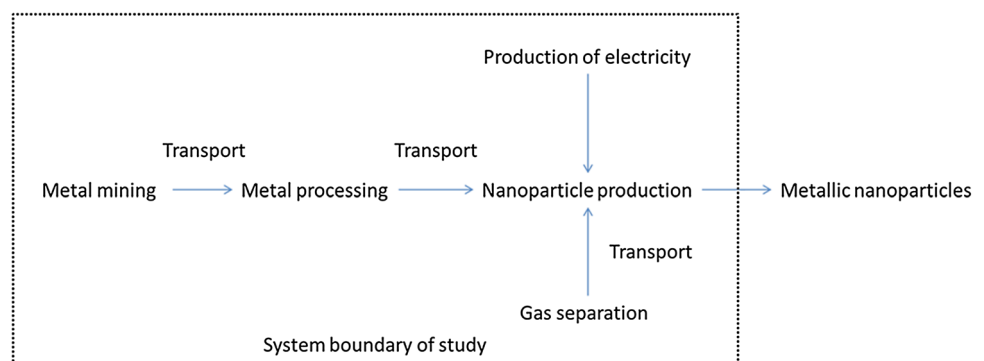 Production of electricity
Transport
Transport
Metal mining
Metal processing
Nanoparticle production
Metallic nanoparticles
Transport
Gas separation
System boundary of study